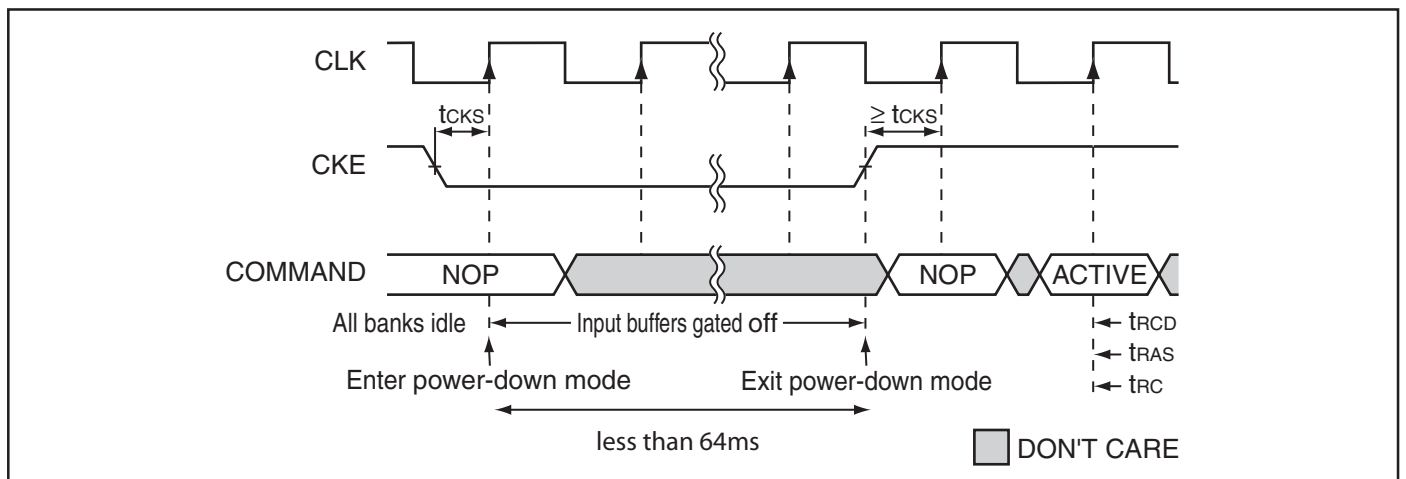 CLK
tCKS
≥ tCKS
CKE
COMMAND
NOP
NOP
ACTIVE
All banks idle
Input buffers gated off
tRCD
tRAS
Enter power-down mode
Exit power-down mode
tRC
less than 64ms
DON'T CARE